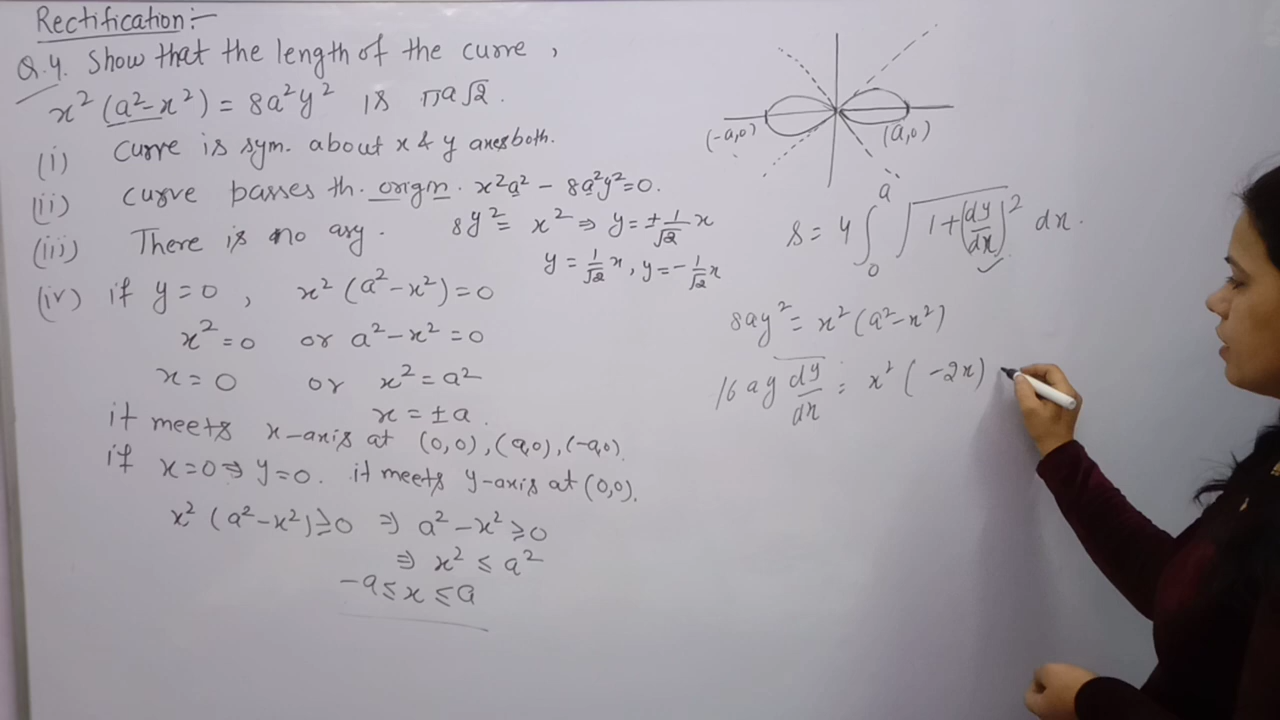 Rectification:-
Q.4. Show that the length of the curve,
x² (a²-x²) = 8a²y² is πa√2.
(i) Curve is sym. about x & y axes both.
(ii) Curve passes th. origin. x²a² - 8a²y²=0.
8y² = x² ⇒ y = ± 1/√2 x
(iii) There is no asy.
y = 1/√2 x, y = - 1/√2 x
(iv) if y=0, x² (a²-x²)=0
x²=0 or a²-x²=0
x=0 or x²=a²
x=±a.
it meets x-axis at (0,0), (a,0), (-a,0).
if x=0 ⇒ y=0. it meets y-axis at (0,0).
x² (a²-x²) ≥ 0 ⇒ a²-x² ≥ 0
⇒ x² ≤ a²
-a ≤ x ≤ a
(-a,0)
(a,0)
s = 4 ∫₀ᵃ √(1+(dy/dx)²) dx.
8ay² = x² (a²-x²)
16ay dy/dx = x² (-2x)